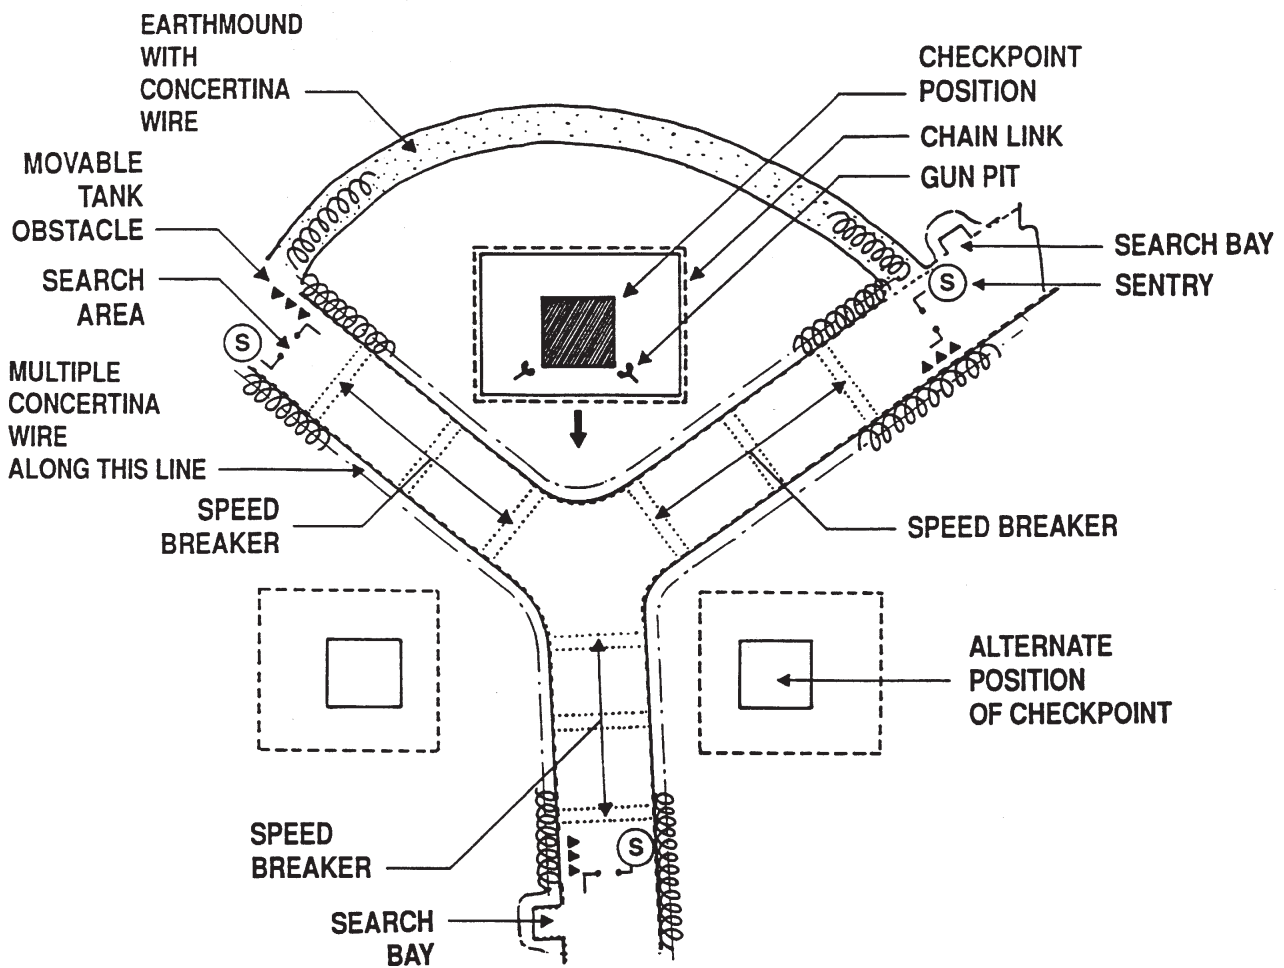 EARTHMOUND
WITH
CONCERTINA
WIRE
CHECKPOINT
POSITION
CHAIN LINK
GUN PIT
MOVABLE
TANK
OBSTACLE
SEARCH BAY
SEARCH
AREA
S
SENTRY
S
MULTIPLE
CONCERTINA
WIRE
ALONG THIS LINE
SPEED
BREAKER
SPEED BREAKER
ALTERNATE
POSITION
OF CHECKPOINT
SPEED
BREAKER
S
SEARCH
BAY